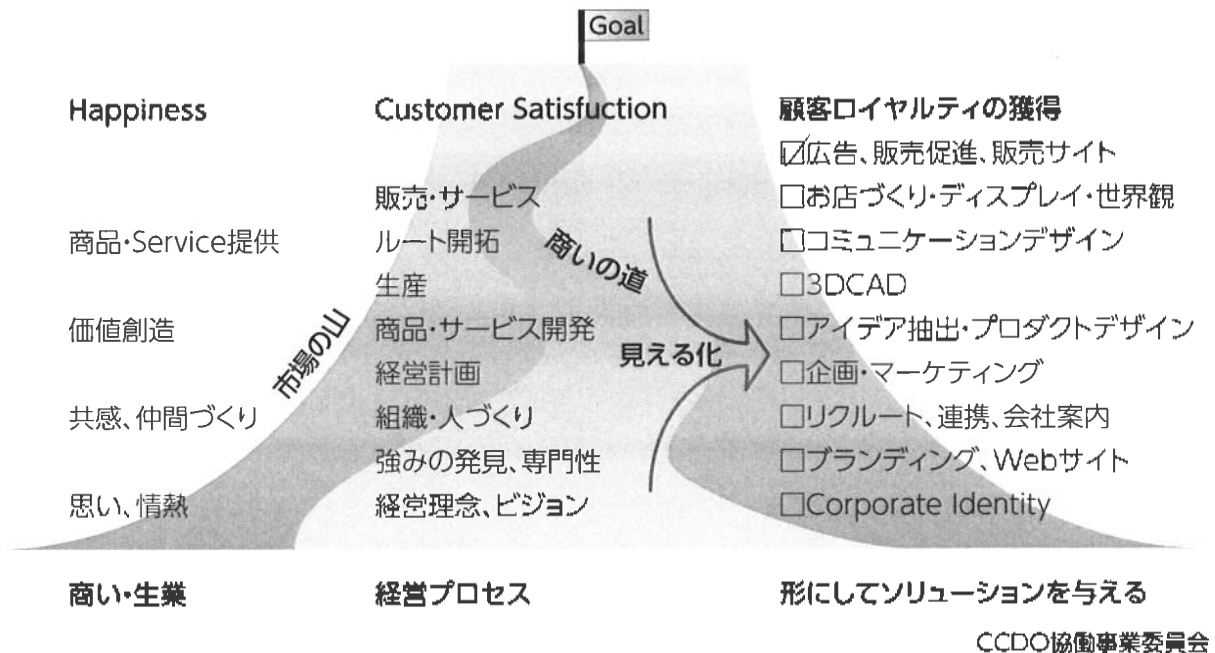 Goal
Happiness
Customer Satisfuction
顧客ロイヤルティの獲得
広告、販売促進、販売サイト
販売・サービス
お店づくり・ディスプレイ・世界観
商品・Service提供
ルート開拓
商いの道
コミュニケーションデザイン
生産
3DCAD
価値創造
市場の山
商品・サービス開発
見える化
アイデア抽出・プロダクトデザイン
経営計画
企画・マーケティング
共感、仲間づくり
組織・人づくり
リクルート、連携、会社案内
強みの発見、専門性
ブランディング、Webサイト
思い、情熱
経営理念、ビジョン
Corporate Identity
商い・生業
経営プロセス
形にしてソリューションを与える
CCDO協働事業委員会